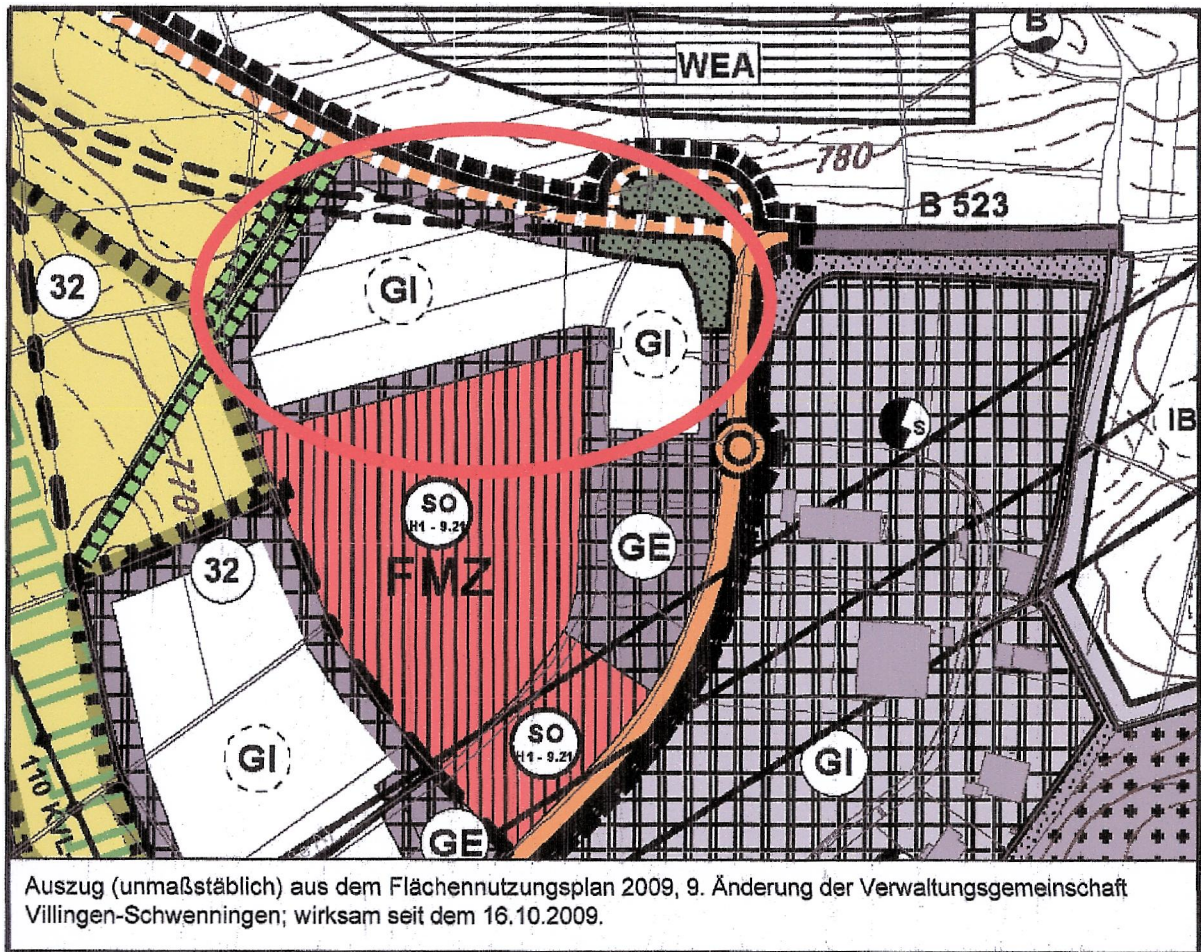 B
WEA
780
B 523
32
GI
GI
S
IB
770
SO
H1 - 9.21
FMZ
GE
32
SO
H1 - 9.21
GI
GI
110 K
GE
Auszug (unmaßstäblich) aus dem Flächennutzungsplan 2009, 9. Änderung der Verwaltungsgemeinschaft
Villingen-Schwenningen; wirksam seit dem 16.10.2009.